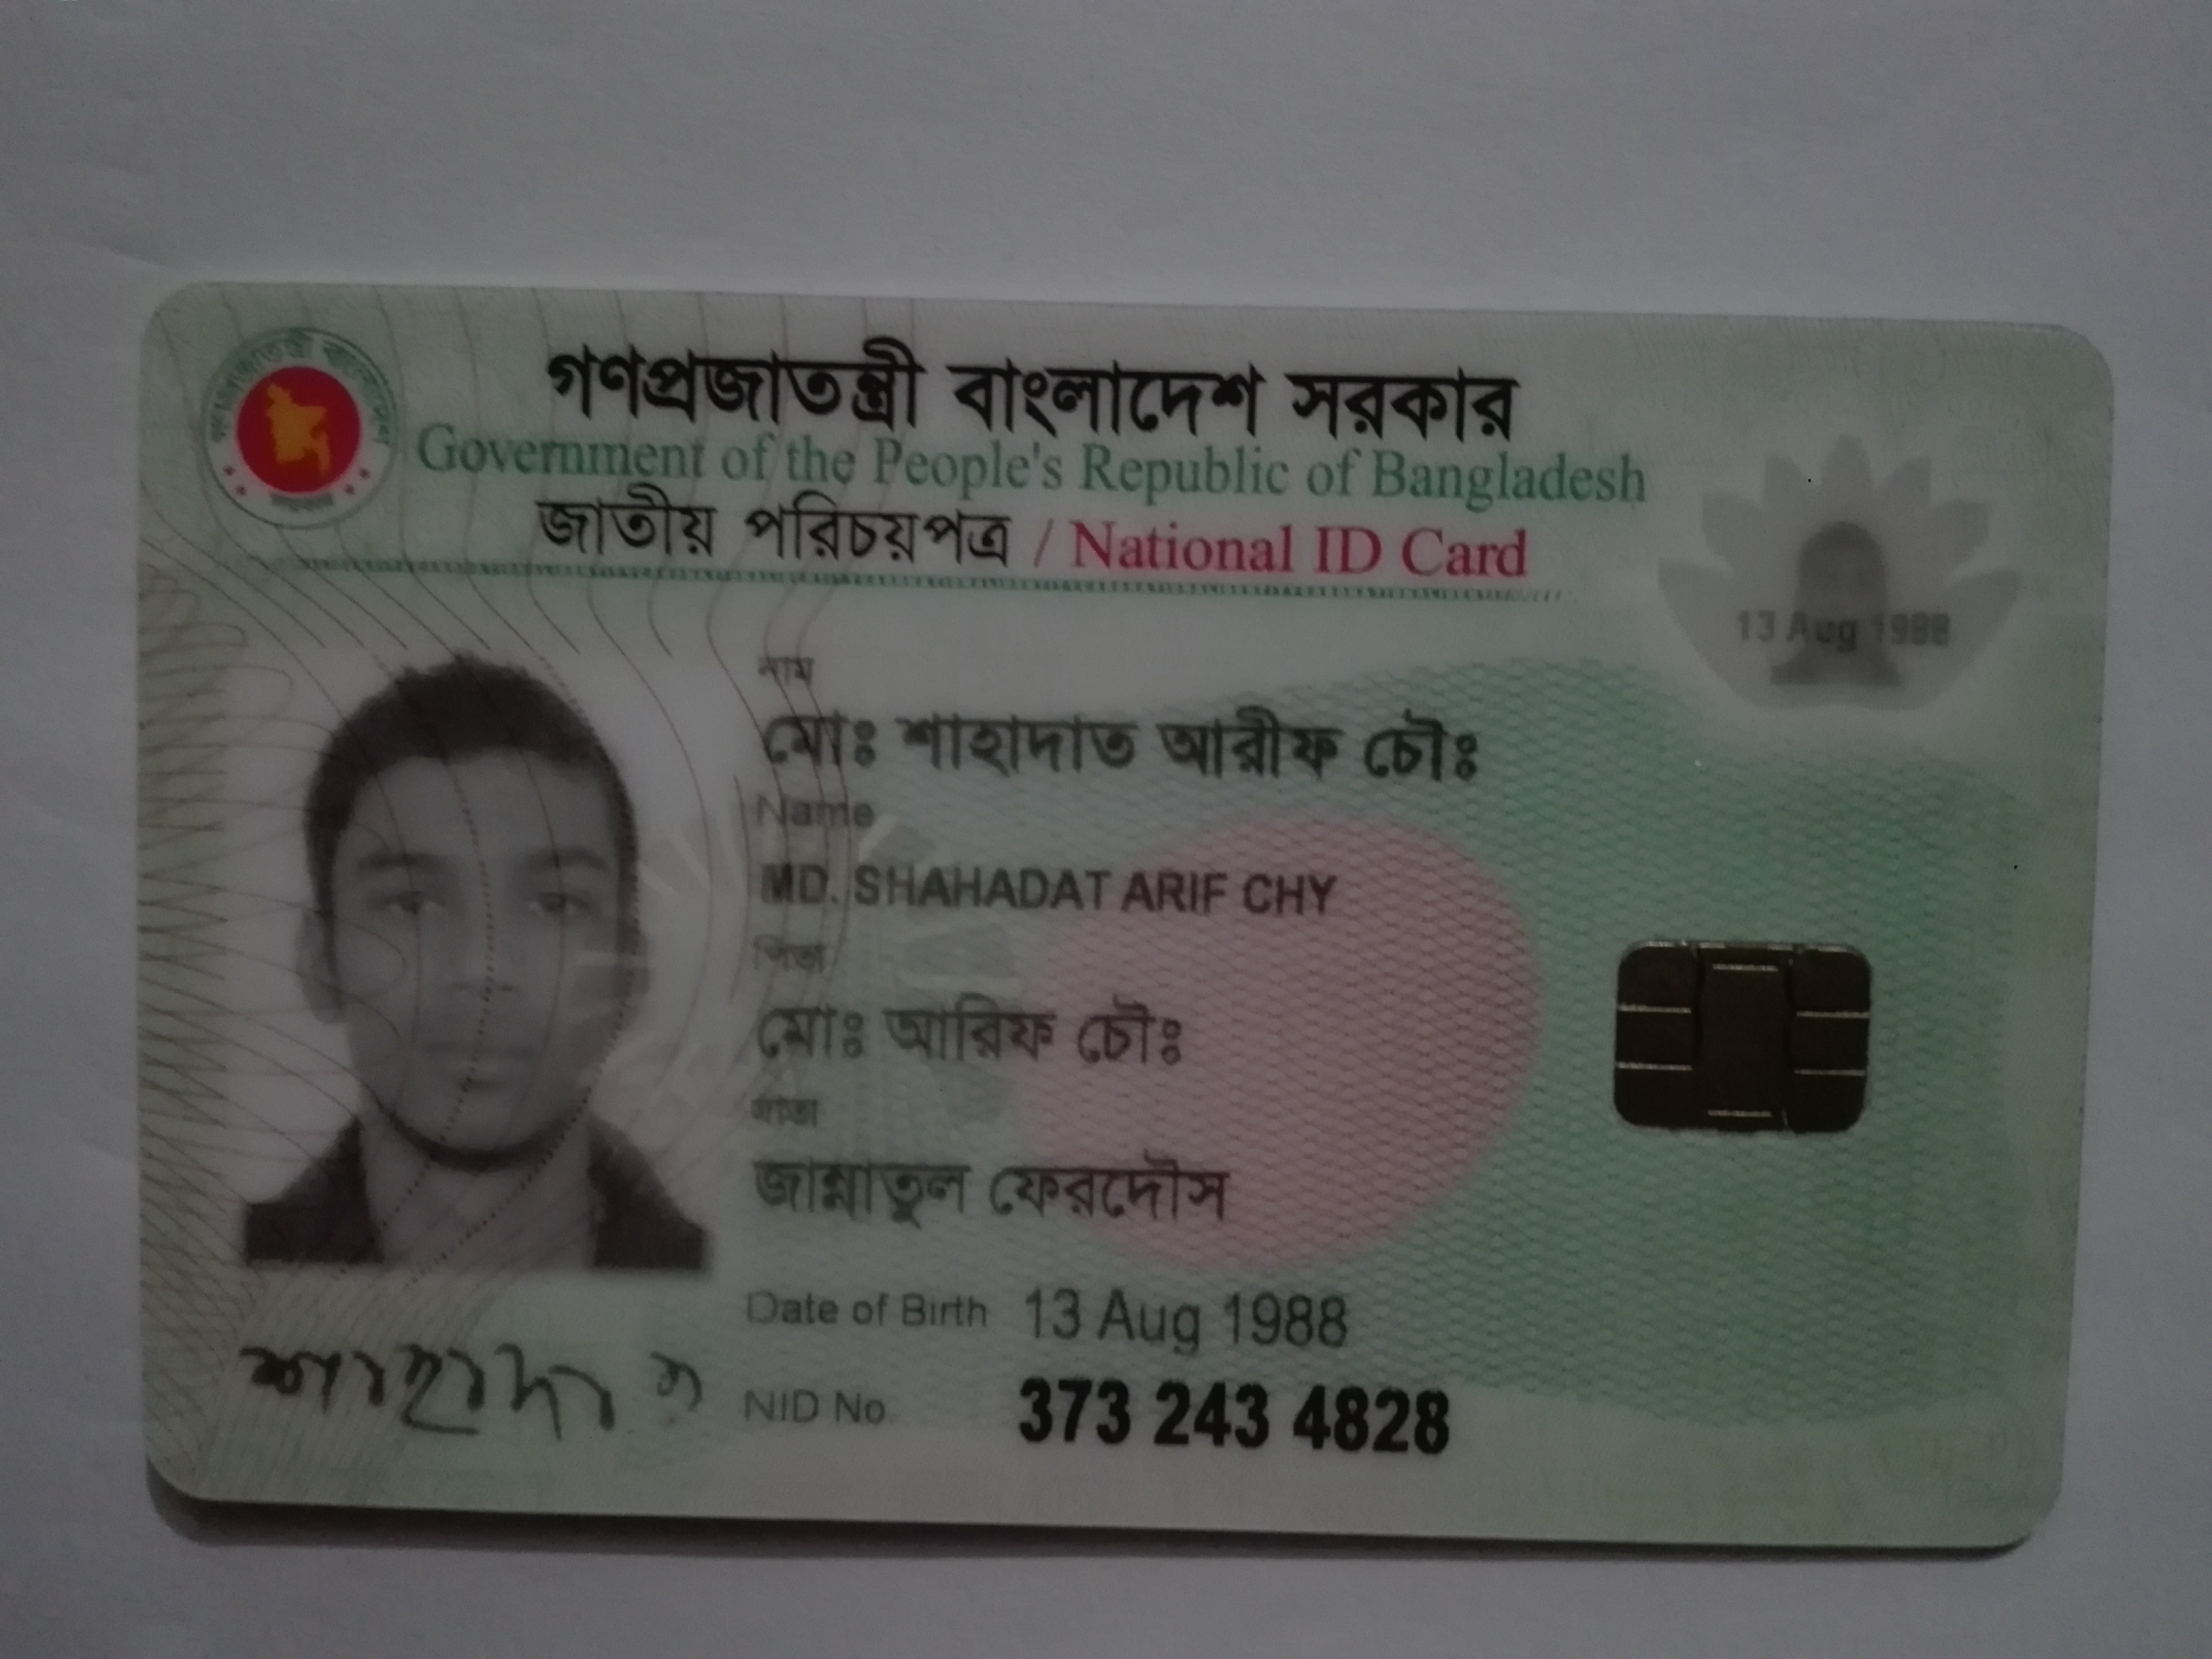 গণপ্রজাতন্ত্রী বাংলাদেশ সরকার
Government of the People's Republic of Bangladesh
জাতীয় পরিচয়পত্র / National ID Card
13 Aug 1988
নাম
মোঃ শাহাদাত আরীফ চৌঃ
Name
MD. SHAHADAT ARIF CHY
পিতা
মোঃ আরিফ চৌঃ
মাতা
জান্নাতুল ফেরদৌস
Date of Birth 13 Aug 1988
শাহাদাত
NID No 373 243 4828